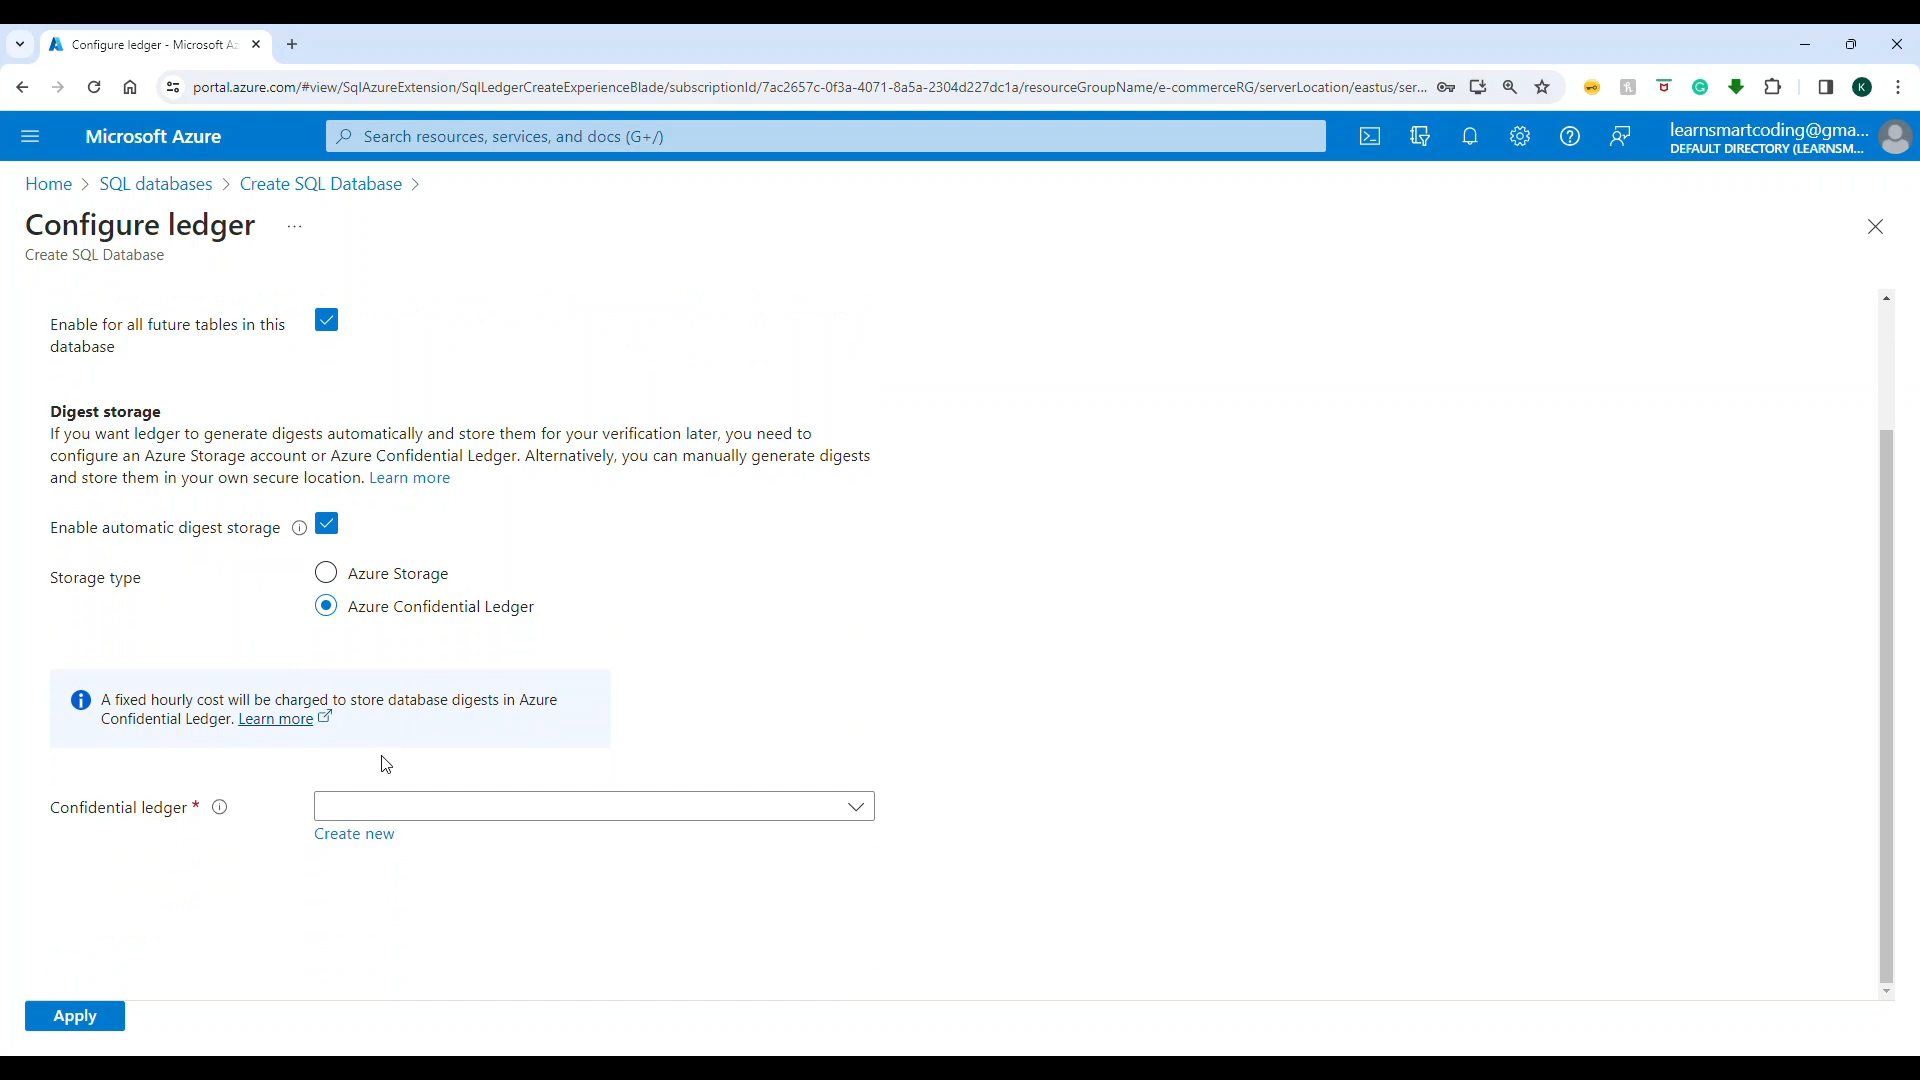 Configure ledger - Microsoft Az
portal.azure.com/#view/SqlAzureExtension/SqlLedgerCreateExperienceBlade/subscriptionId/7ac2657c-0f3a-4071-8a5a-2304d227dc1a/resourceGroupName/e-commerceRG/serverLocation/eastus/ser...
K
Microsoft Azure
Search resources, services, and docs (G+/)
learnsmartcoding@gma...
DEFAULT DIRECTORY (LEARNSM...
Home > SQL databases > Create SQL Database >
Configure ledger ...
Create SQL Database
Enable for all future tables in this
database
Digest storage
If you want ledger to generate digests automatically and store them for your verification later, you need to
configure an Azure Storage account or Azure Confidential Ledger. Alternatively, you can manually generate digests
and store them in your own secure location. Learn more
Enable automatic digest storage
Storage type
Azure Storage
Azure Confidential Ledger
A fixed hourly cost will be charged to store database digests in Azure
Confidential Ledger. Learn more
Confidential ledger *
Create new
Apply